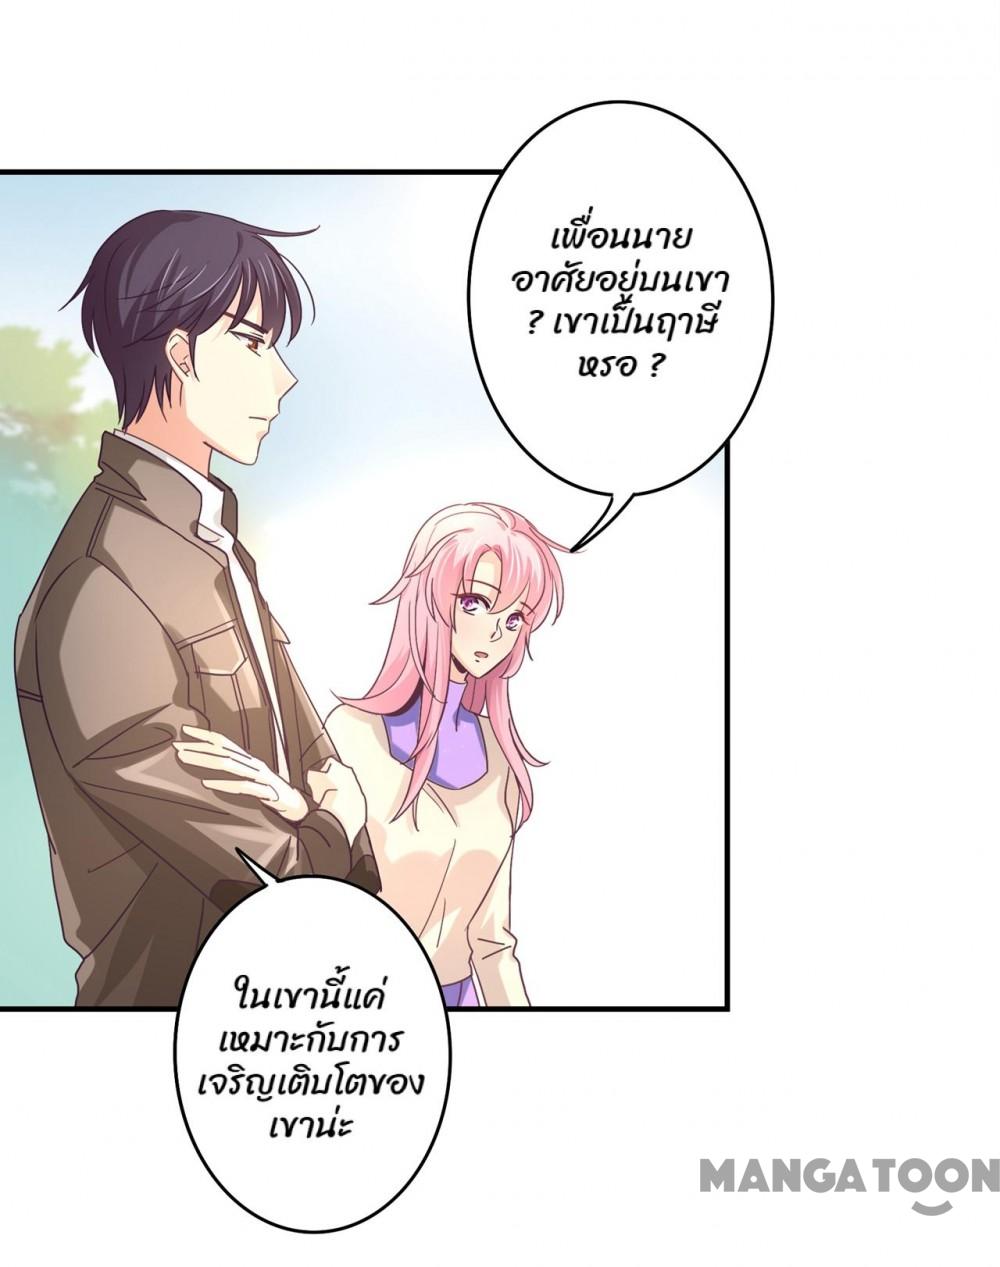 เพื่อนนาย
อาศัยอยู่บนเขา
? เขาเป็นฤาษี
หรอ ?
ในเขานี้แค่
เหมาะกับการ
เจริญเติบโตของ
เขาน่ะ
MANGATOON